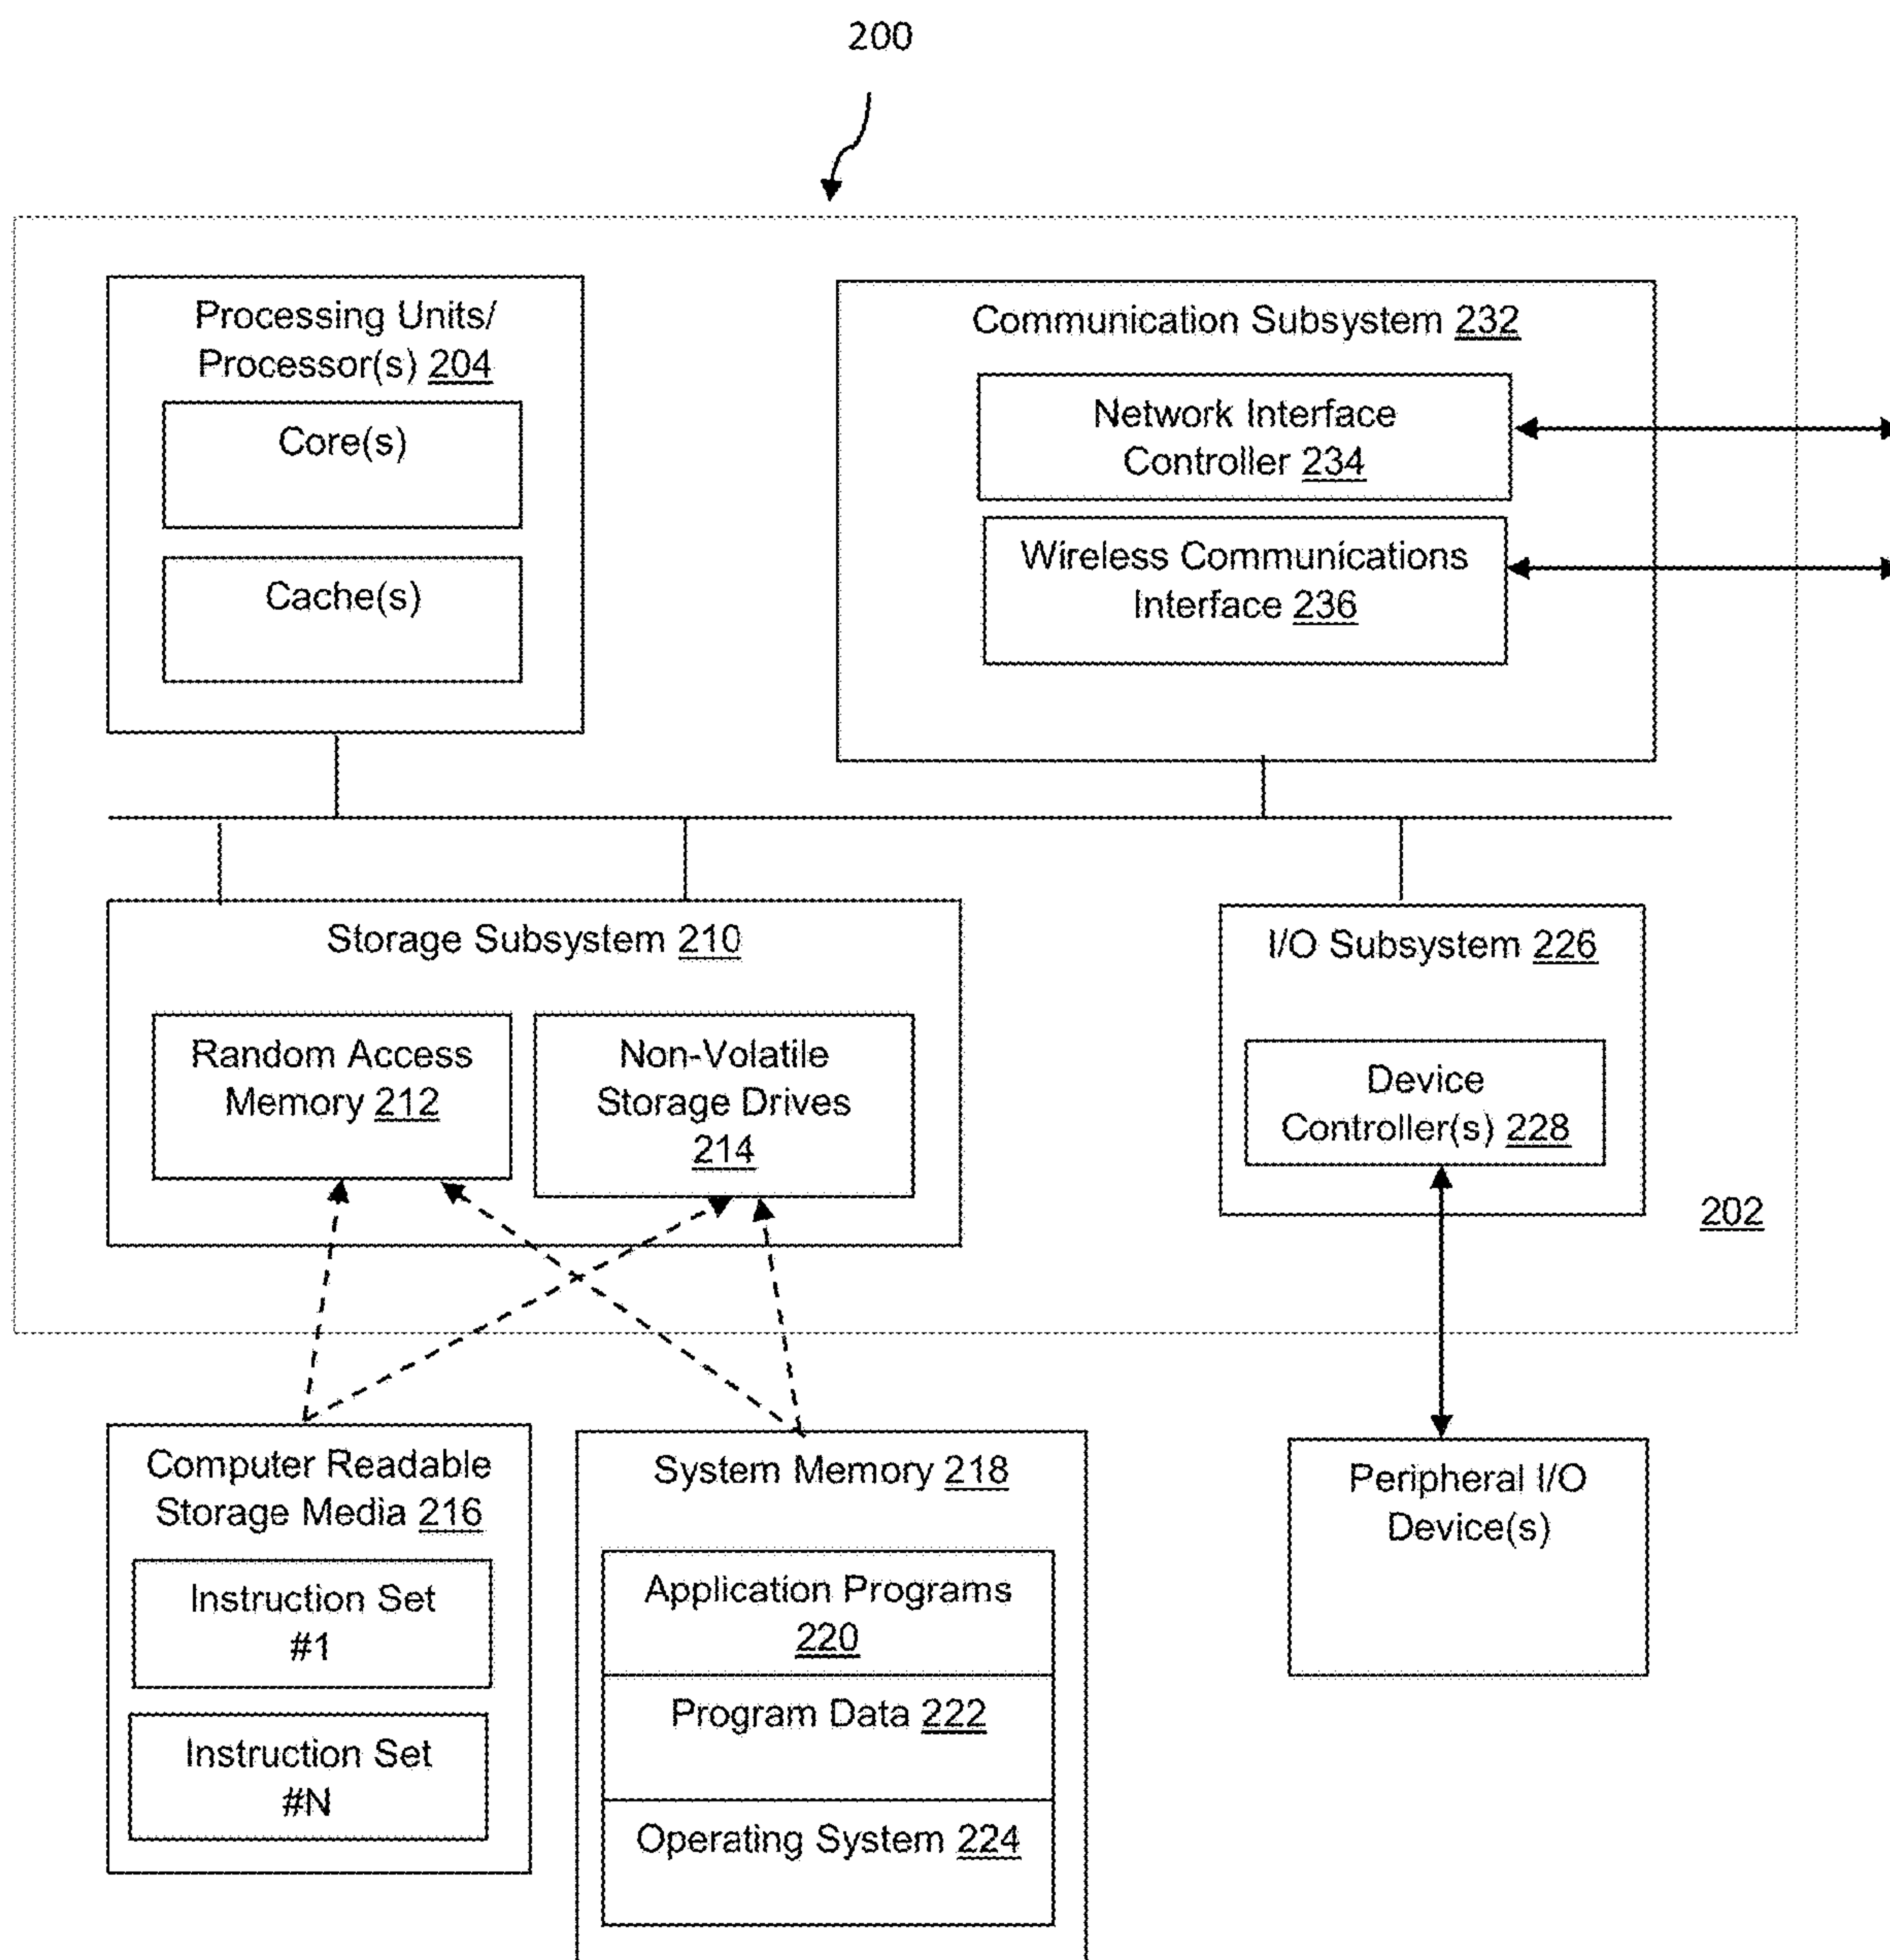 200
Processing Units/
Processor(s) 204
Core(s)
Cache(s)
Communication Subsystem 232
Network Interface
Controller 234
Wireless Communications
Interface 236
Storage Subsystem 210
Random Access
Memory 212
Non-Volatile
Storage Drives
214
I/O Subsystem 226
Device
Controller(s) 228
202
Computer Readable
Storage Media 216
Instruction Set
#1
Instruction Set
#N
System Memory 218
Application Programs
220
Program Data 222
Operating System 224
Peripheral I/O
Device(s)